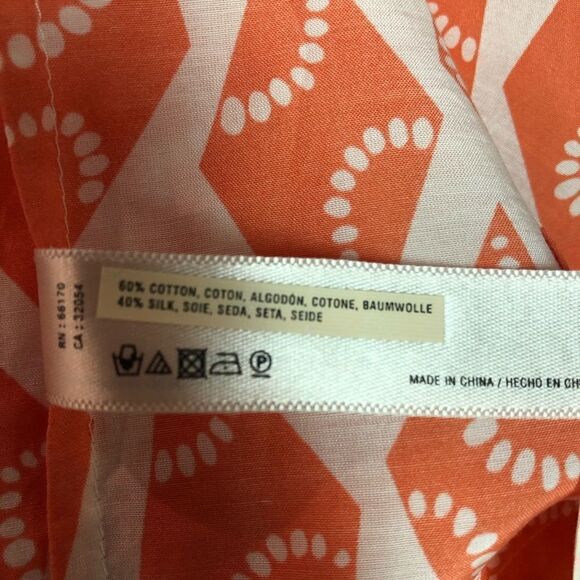 RN : 66170
CA : 32054
60% COTTON, COTON, ALGODÓN, COTONE, BAUMWOLLE
40% SILK, SOIE, SEDA, SETA, SEIDE
MADE IN CHINA / HECHO EN